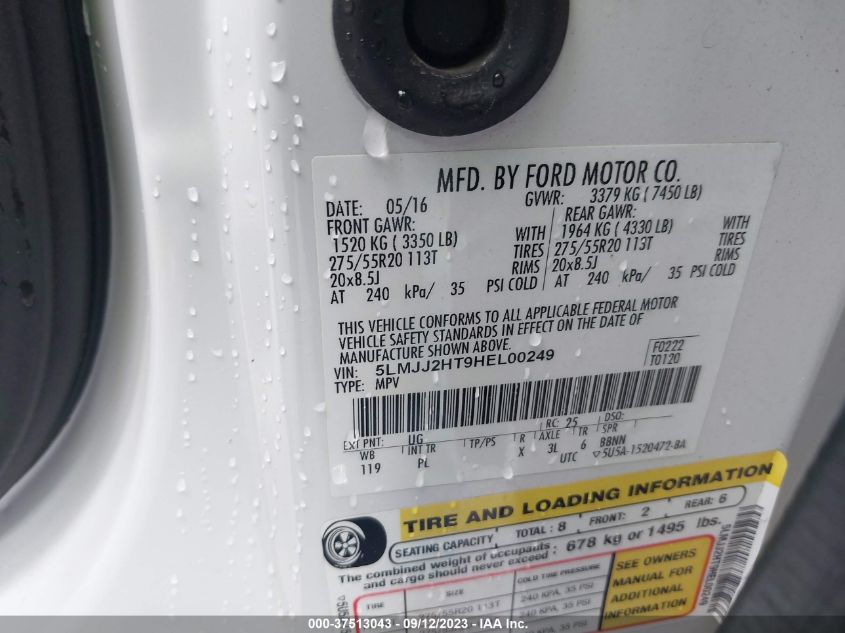 MFD. BY FORD MOTOR CO.
DATE: 05/16 GVWR: 3379 KG ( 7450 LB)
FRONT GAWR: REAR GAWR:
1520 KG ( 3350 LB) WITH 1964 KG ( 4330 LB) WITH
275/55R20 113T TIRES 275/55R20 113T TIRES
20x8.5J RIMS 20x8.5J RIMS
AT 240 kPa/ 35 PSI COLD AT 240 kPa/ 35 PSI COLD
THIS VEHICLE CONFORMS TO ALL APPLICABLE FEDERAL MOTOR
VEHICLE SAFETY STANDARDS IN EFFECT ON THE DATE OF
MANUFACTURE SHOWN ABOVE.
VIN: 5LMJJ2HT9HEL00249 F0222
TYPE: MPV T0120
EXT PNT: UG RC: 25 DSO:
WB INT TR TP/PS R AXLE TR SPR
119 PL X 3L 6 BBNN
UTC 5U5A-1520472-BA
TIRE AND LOADING INFORMATION
SEATING CAPACITY TOTAL: 8 FRONT: 2 REAR: 6
The combined weight of occupants
and cargo should never exceed : 678 kg or 1495 lbs.
TIRE SIZE COLD TIRE PRESSURE
275/55R20 113T 240 KPA, 35 PSI
SEE OWNERS
MANUAL FOR
ADDITIONAL
INFORMATION
000-37513043 - 09/12/2023 - IAAI.COM